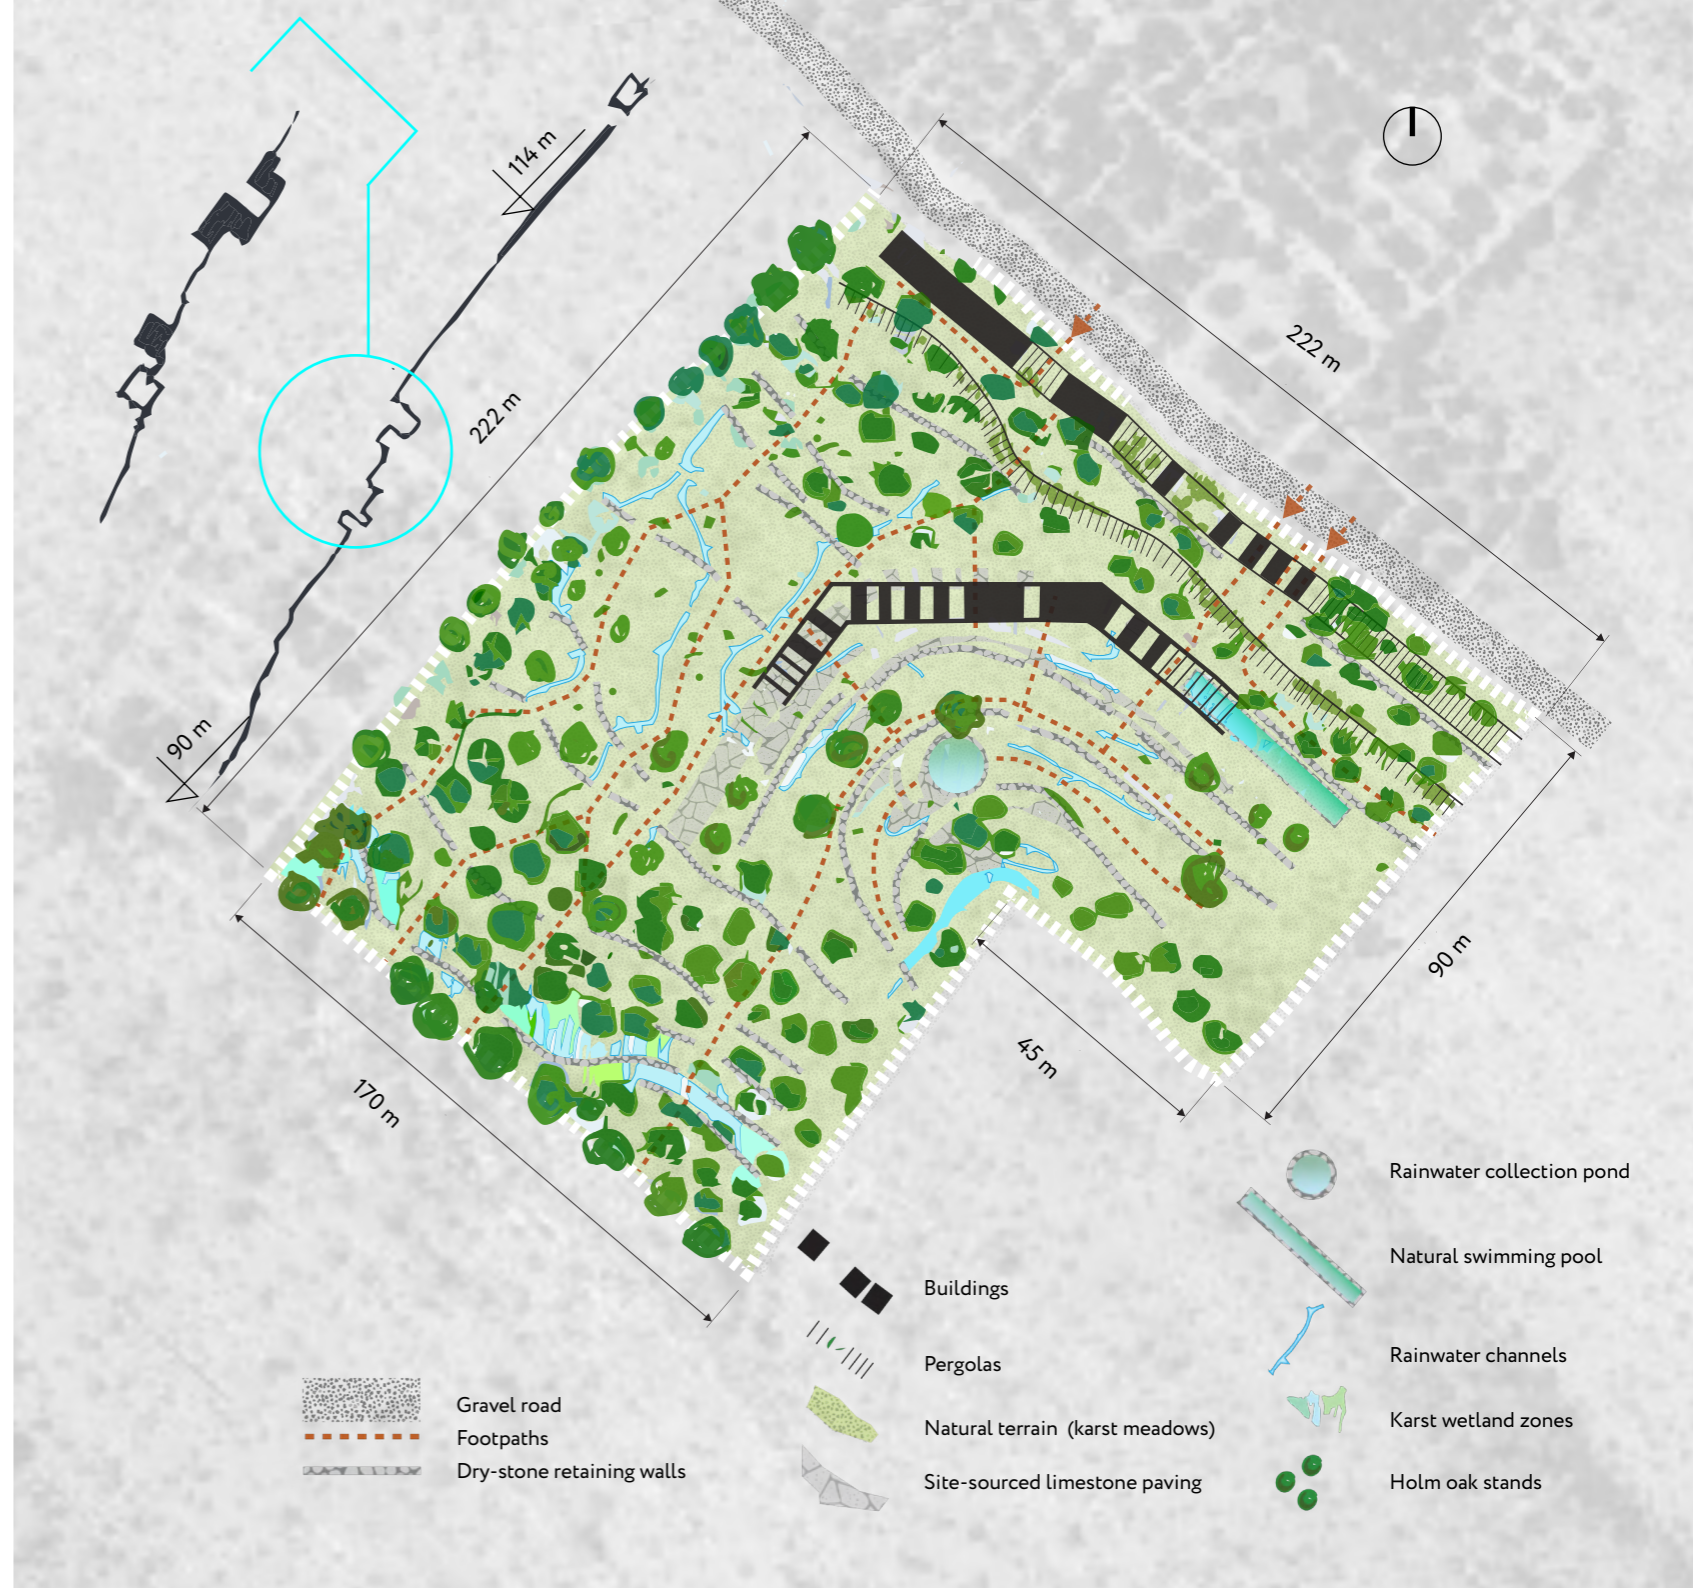 114 m
222 m
222 m
90 m
90 m
45 m
170 m
Rainwater collection pond
Natural swimming pool
Buildings
Rainwater channels
Pergolas
Gravel road
Natural terrain (karst meadows)
Karst wetland zones
Footpaths
Dry-stone retaining walls
Site-sourced limestone paving
Holm oak stands